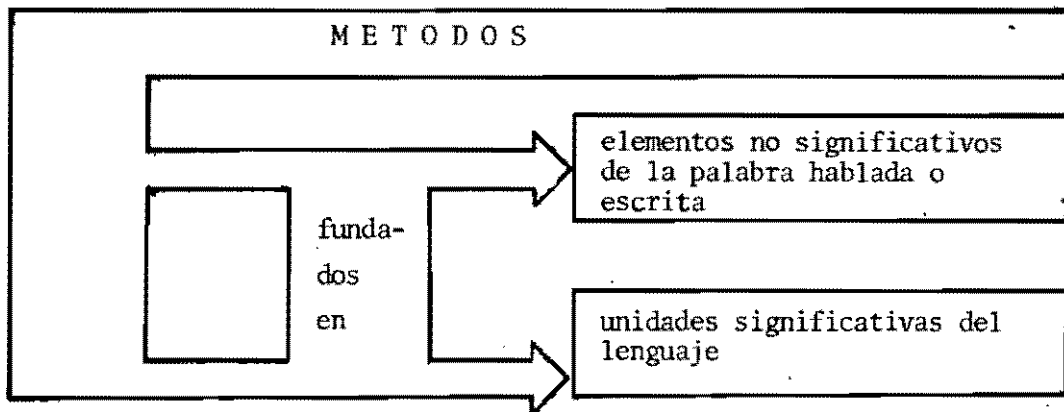 M E T O D O S
elementos no significativos
de la palabra hablada o
escrita
funda-
dos
en
unidades significativas del
lenguaje